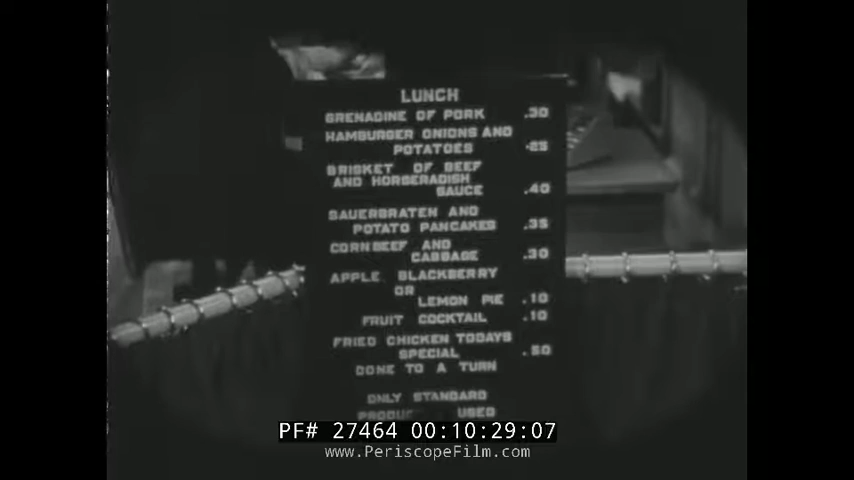 LUNCH
GRENADINE OF PORK .30
HAMBURGER ONIONS AND
POTATOES .25
BRISKET OF BEEF
AND HORSERADISH
SAUCE .40
SAUERBRATEN AND
POTATO PANCAKES .35
CORNBEEF AND
CABBAGE .30
APPLE BLACKBERRY
OR
LEMON PIE .10
FRUIT COCKTAIL .10
FRIED CHICKEN TODAYS
SPECIAL .50
DONE TO A TURN
ONLY STANDARD
USED
PF# 27464 00:10:29:07
www.PeriscopeFilm.com